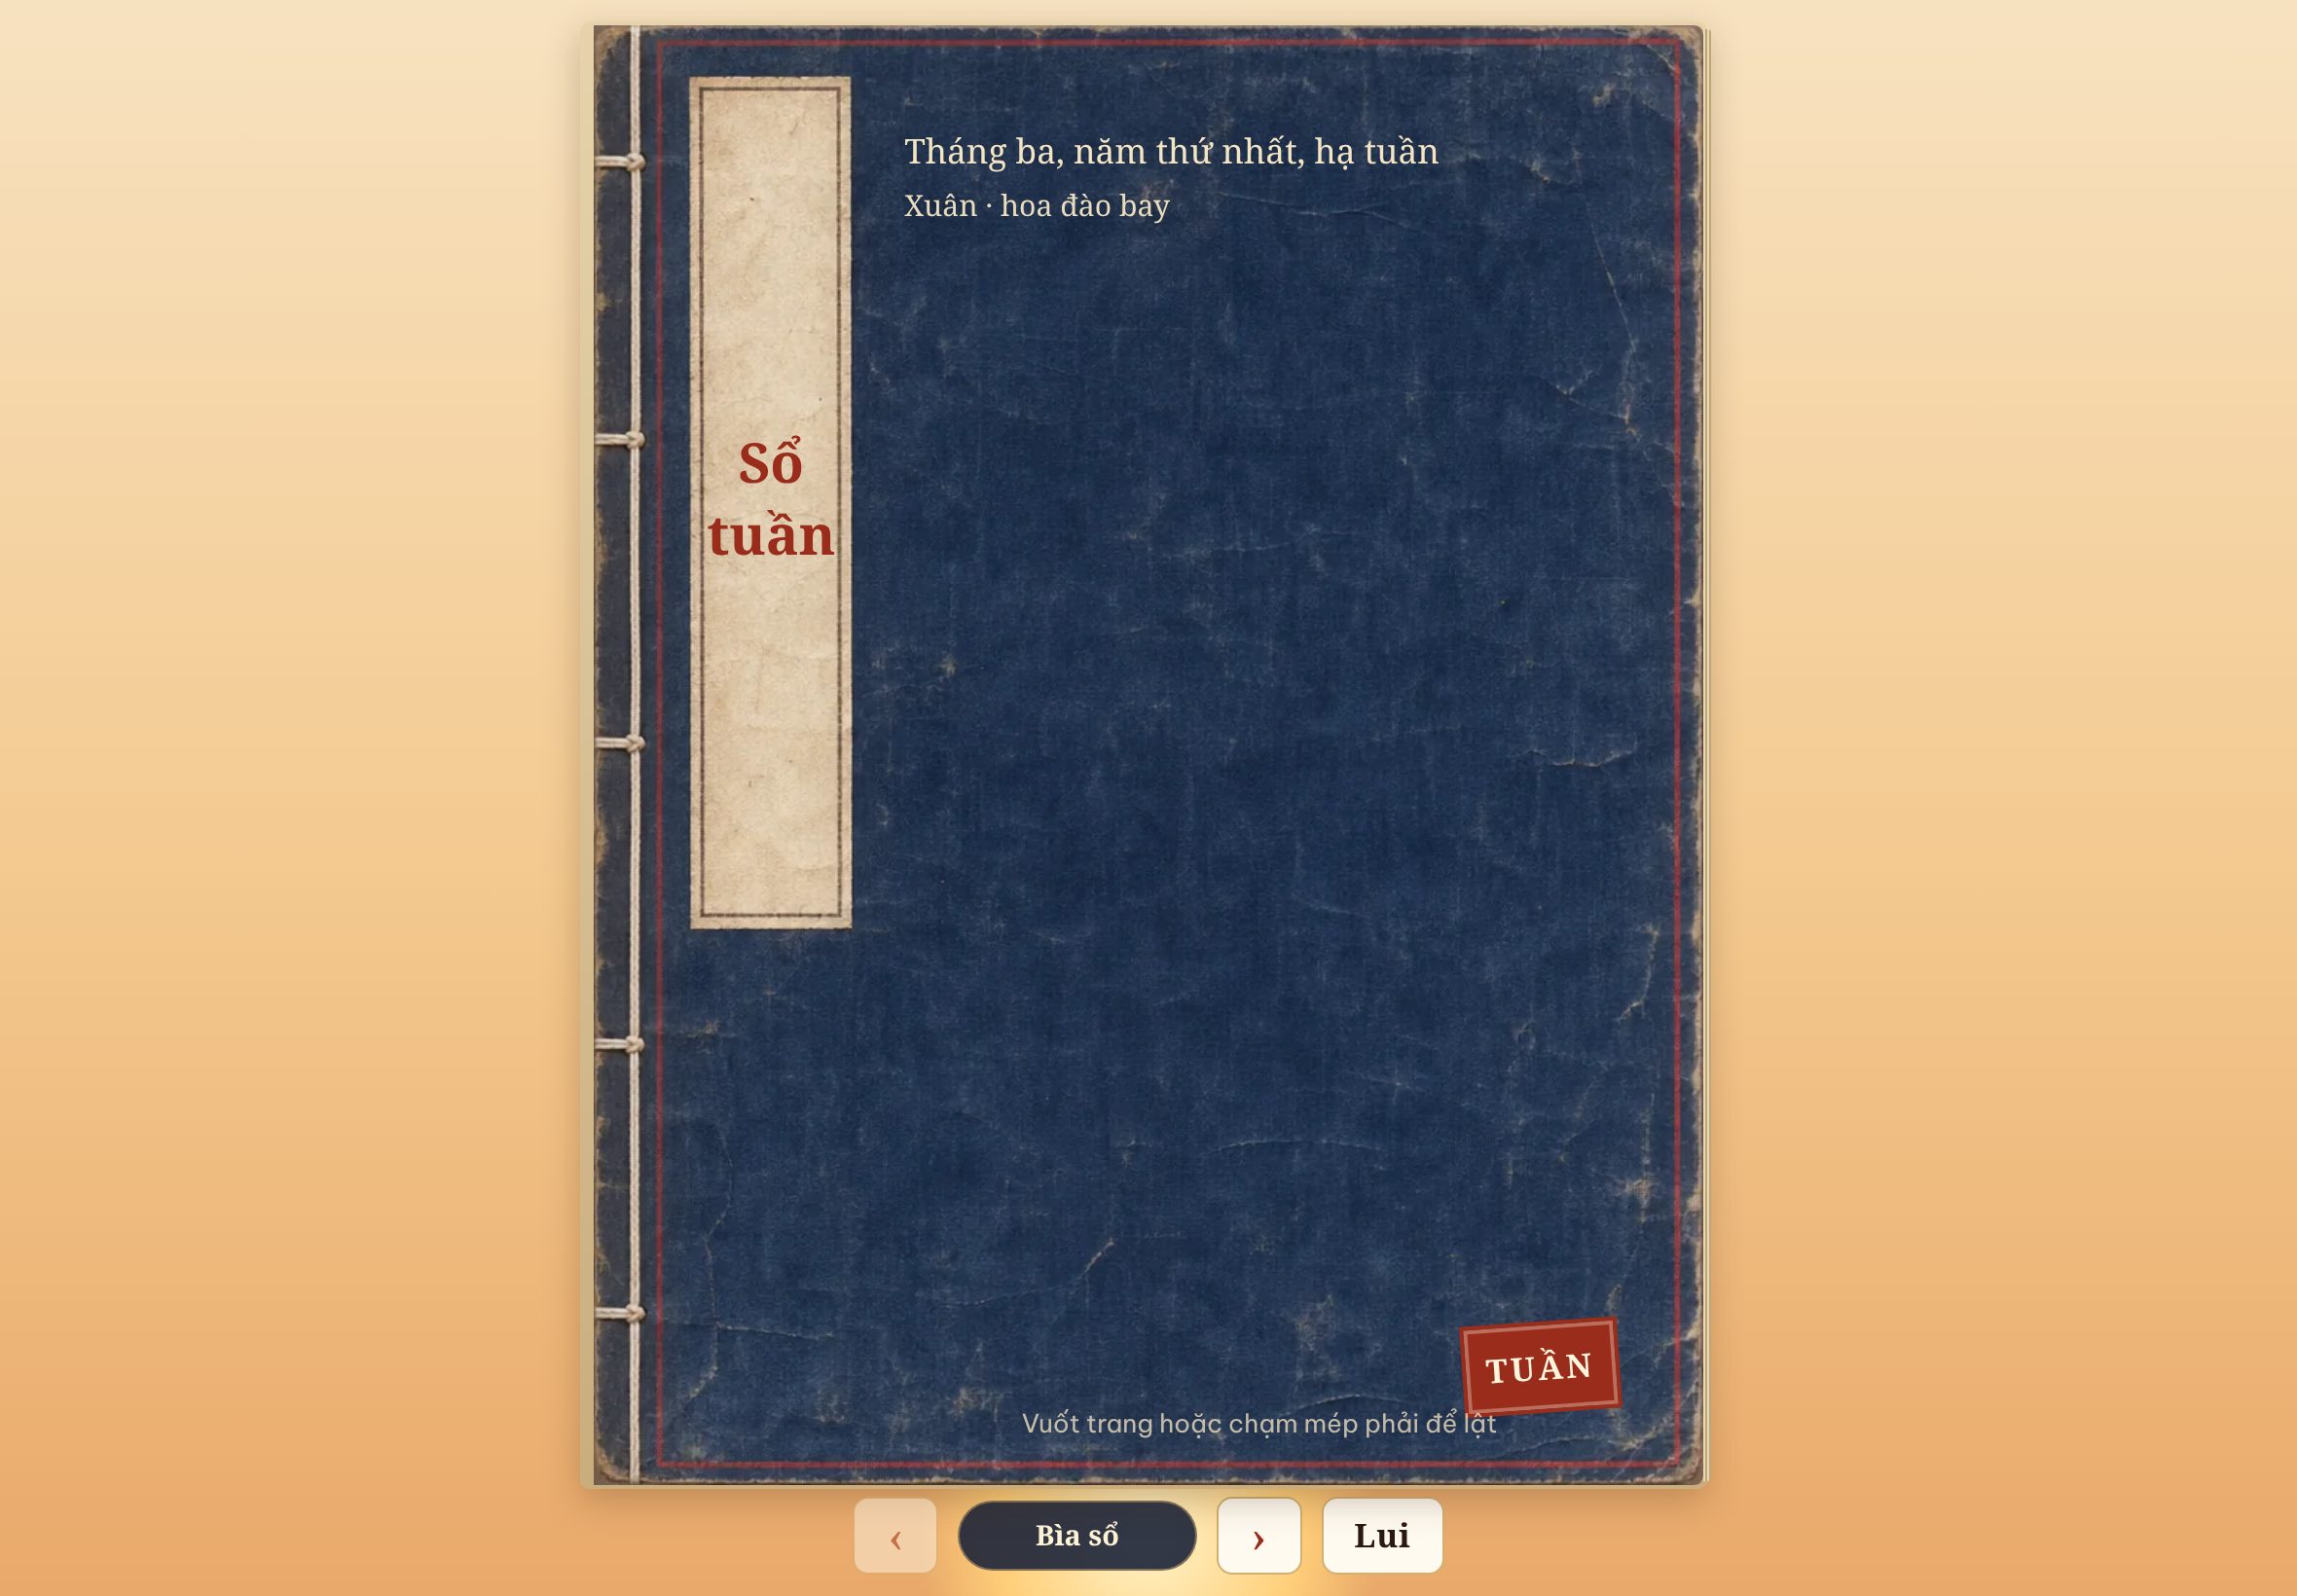 Tháng ba, năm thứ nhất, hạ tuần
Xuân · hoa đào bay
Sổ
tuần
TUẦN
Vuốt trang hoặc chạm mép phải để lật
‹
Bìa sổ
›
Lui